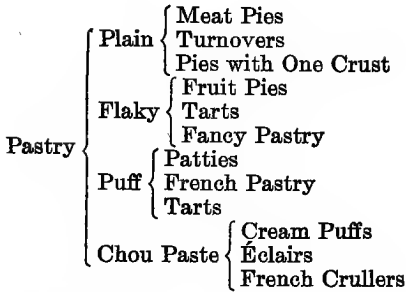 Meat Pies
Plain Turnovers
Pies with One Crust
Fruit Pies
Flaky Tarts
Fancy Pastry
Pastry
Patties
Puff French Pastry
Tarts
Cream Puffs
Chou Paste Éclairs
French Crullers